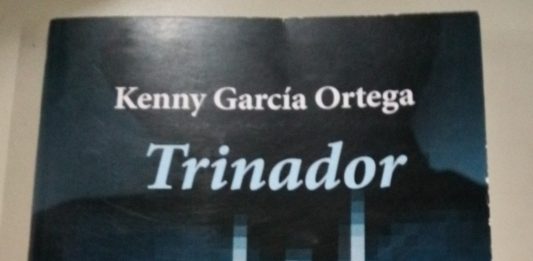 Kenny García Ortega
Trinador